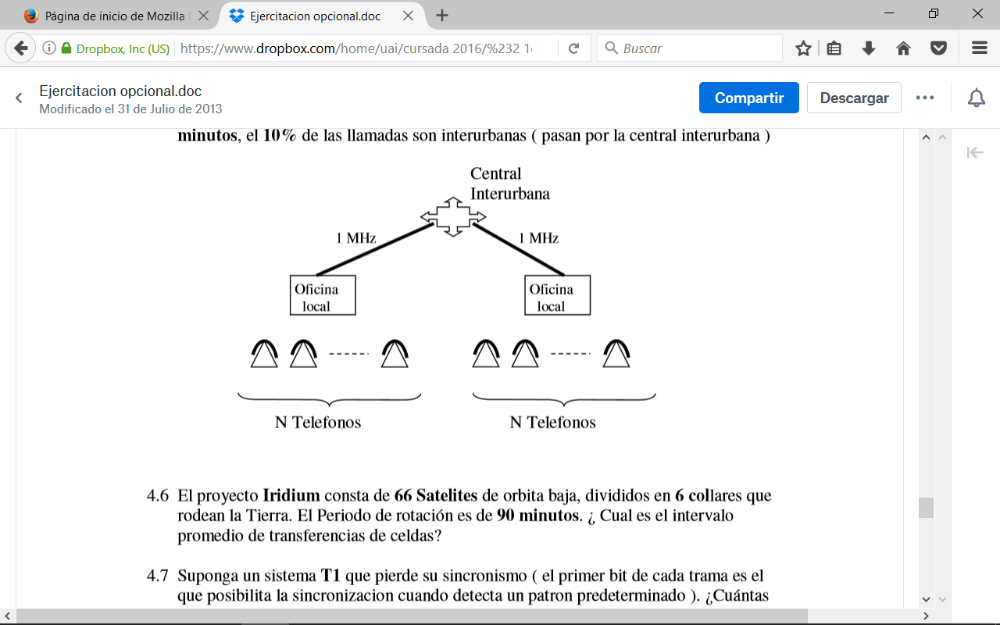 Página de inicio de Mozilla
Ejercitacion opcional.doc
Dropbox, Inc (US)
https://www.dropbox.com/home/uai/cursada 2016/%232 1
Buscar
Ejercitacion opcional.doc
Modificado el 31 de Julio de 2013
Compartir
Descargar
minutos, el 10% de las llamadas son interurbanas ( pasan por la central interurbana )
Central
Interurbana
1 MHz
1 MHz
Oficina
local
Oficina
local
N Telefonos
N Telefonos
4.6 El proyecto Iridium consta de 66 Satelites de orbita baja, divididos en 6 collares que
rodean la Tierra. El Periodo de rotación es de 90 minutos. ¿ Cual es el intervalo
promedio de transferencias de celdas?
4.7 Suponga un sistema T1 que pierde su sincronismo ( el primer bit de cada trama es el
que posibilita la sincronizacion cuando detecta un patron predeterminado ). ¿Cuántas